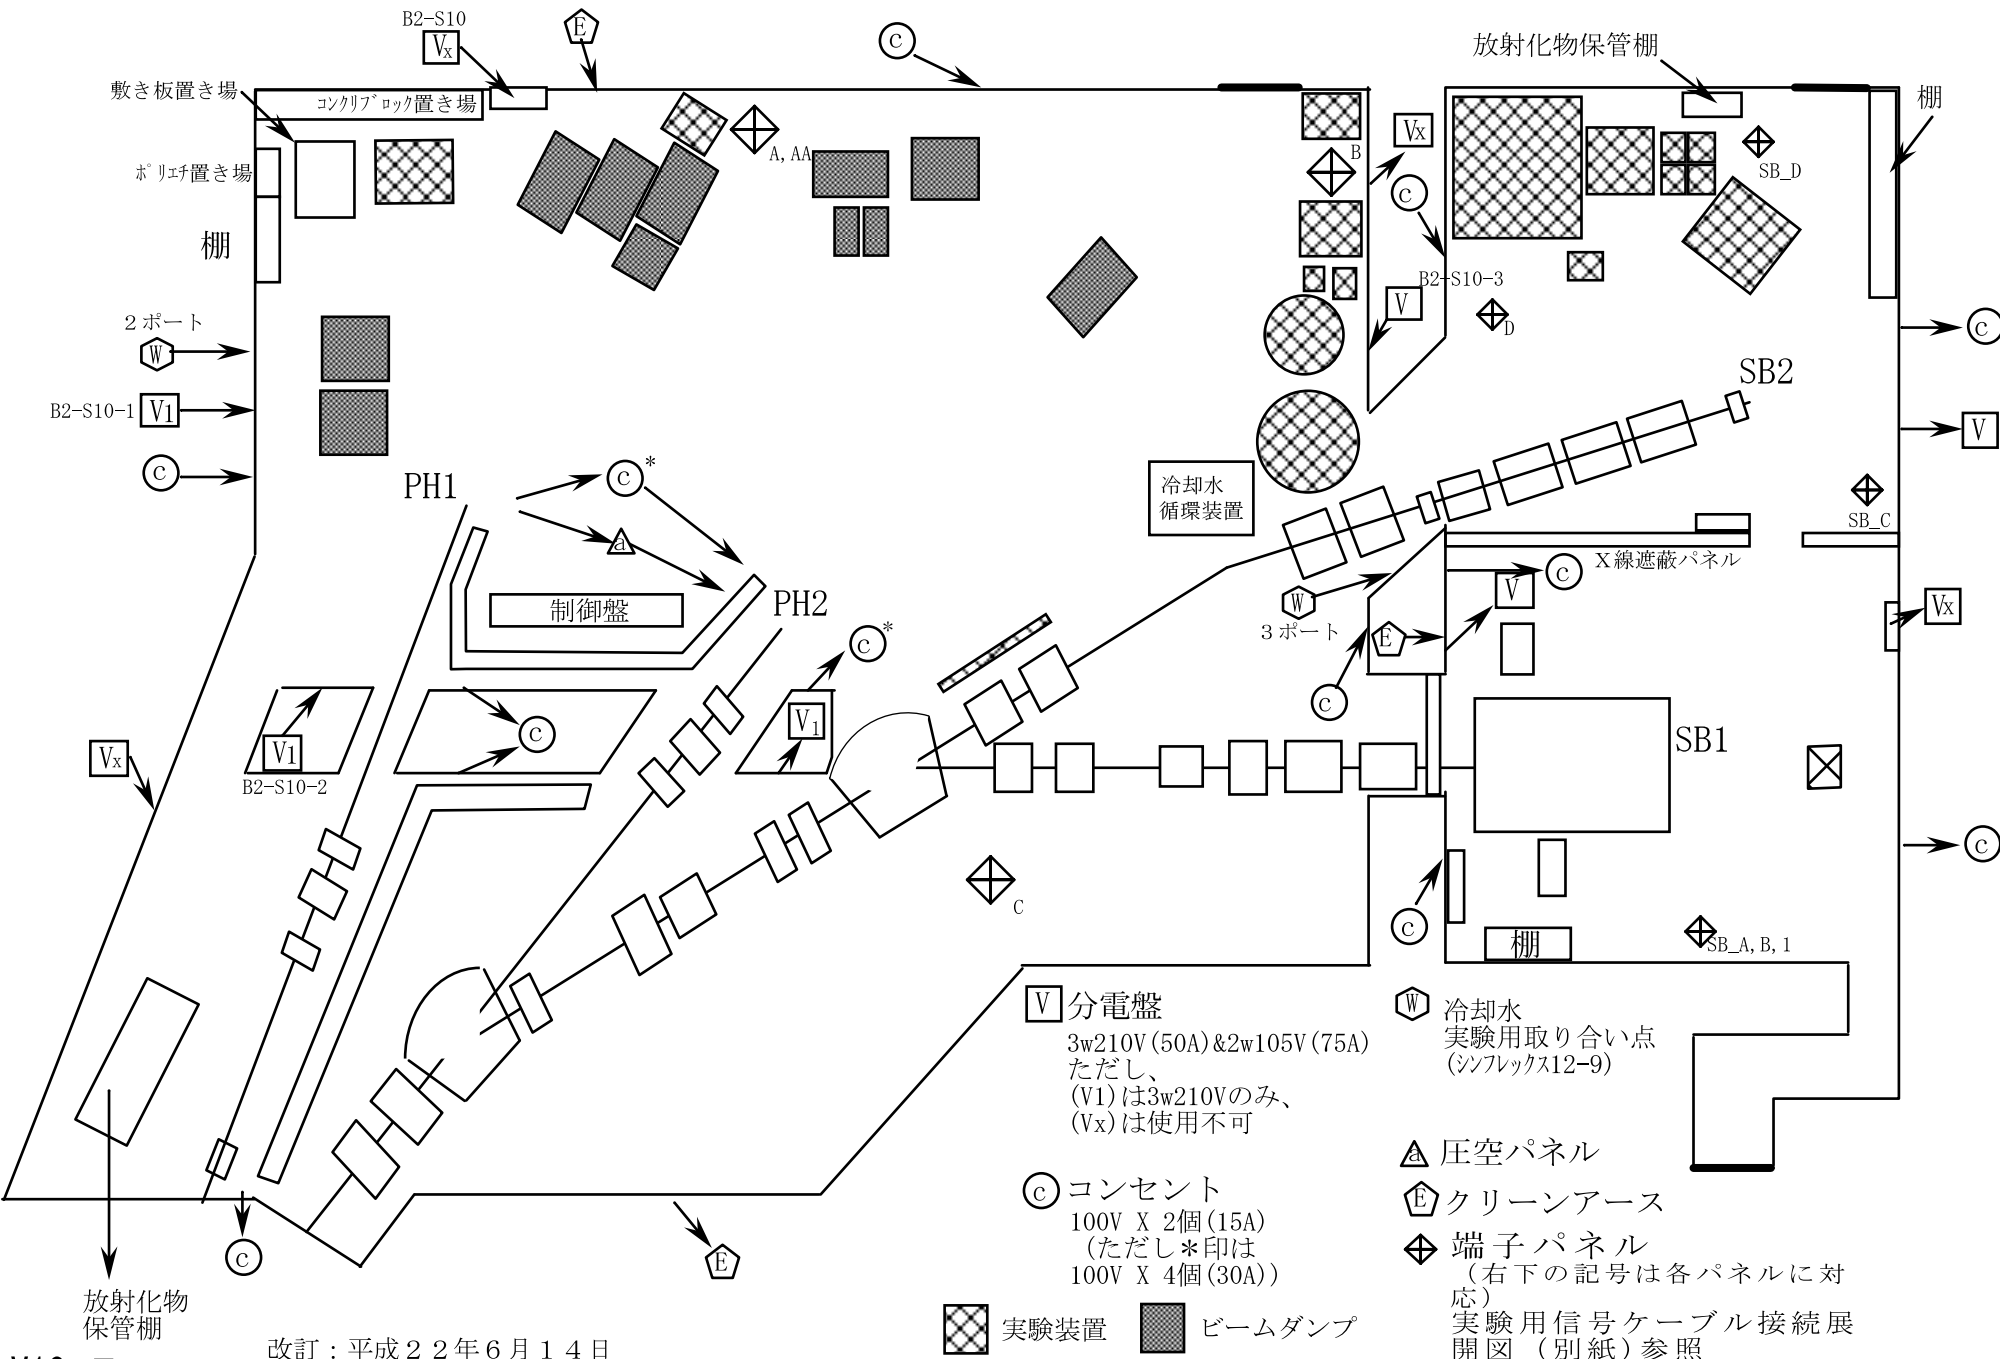 B2-S10
Vx
E
c
放射化物保管棚
敷き板置き場
コンクリブロック置き場
棚
A, AA
B
Vx
SB_D
ポリエチ置き場
c
棚
B2-S10-3
V
D
c
２ポート
W
SB2
B2-S10-1
V1
V
c
PH1
c
*
冷却水
循環装置
SB_C
a
X線遮蔽パネル
c
V
制御盤
PH2
W
３ポート
Vx
c
*
E
c
V1
c
V1
SB1
Vx
B2-S10-2
c
C
c
棚
SB_A, B, 1
V
分電盤
3w210V(50A)&2w105V(75A)
ただし、
(V1)は3w210Vのみ、
(Vx)は使用不可
W
冷却水
実験用取り合い点
(シンフレックス12-9)
a
圧空パネル
c
コンセント
100V X 2個(15A)
（ただし＊印は
100V X 4個(30A)）
E
クリーンアース
端子パネル
（右下の記号は各パネルに対
応）
実験用信号ケーブル接続展
開図（別紙）参照
c
E
放射化物
保管棚
実験装置
ビームダンプ
改訂：平成２２年６月１４日